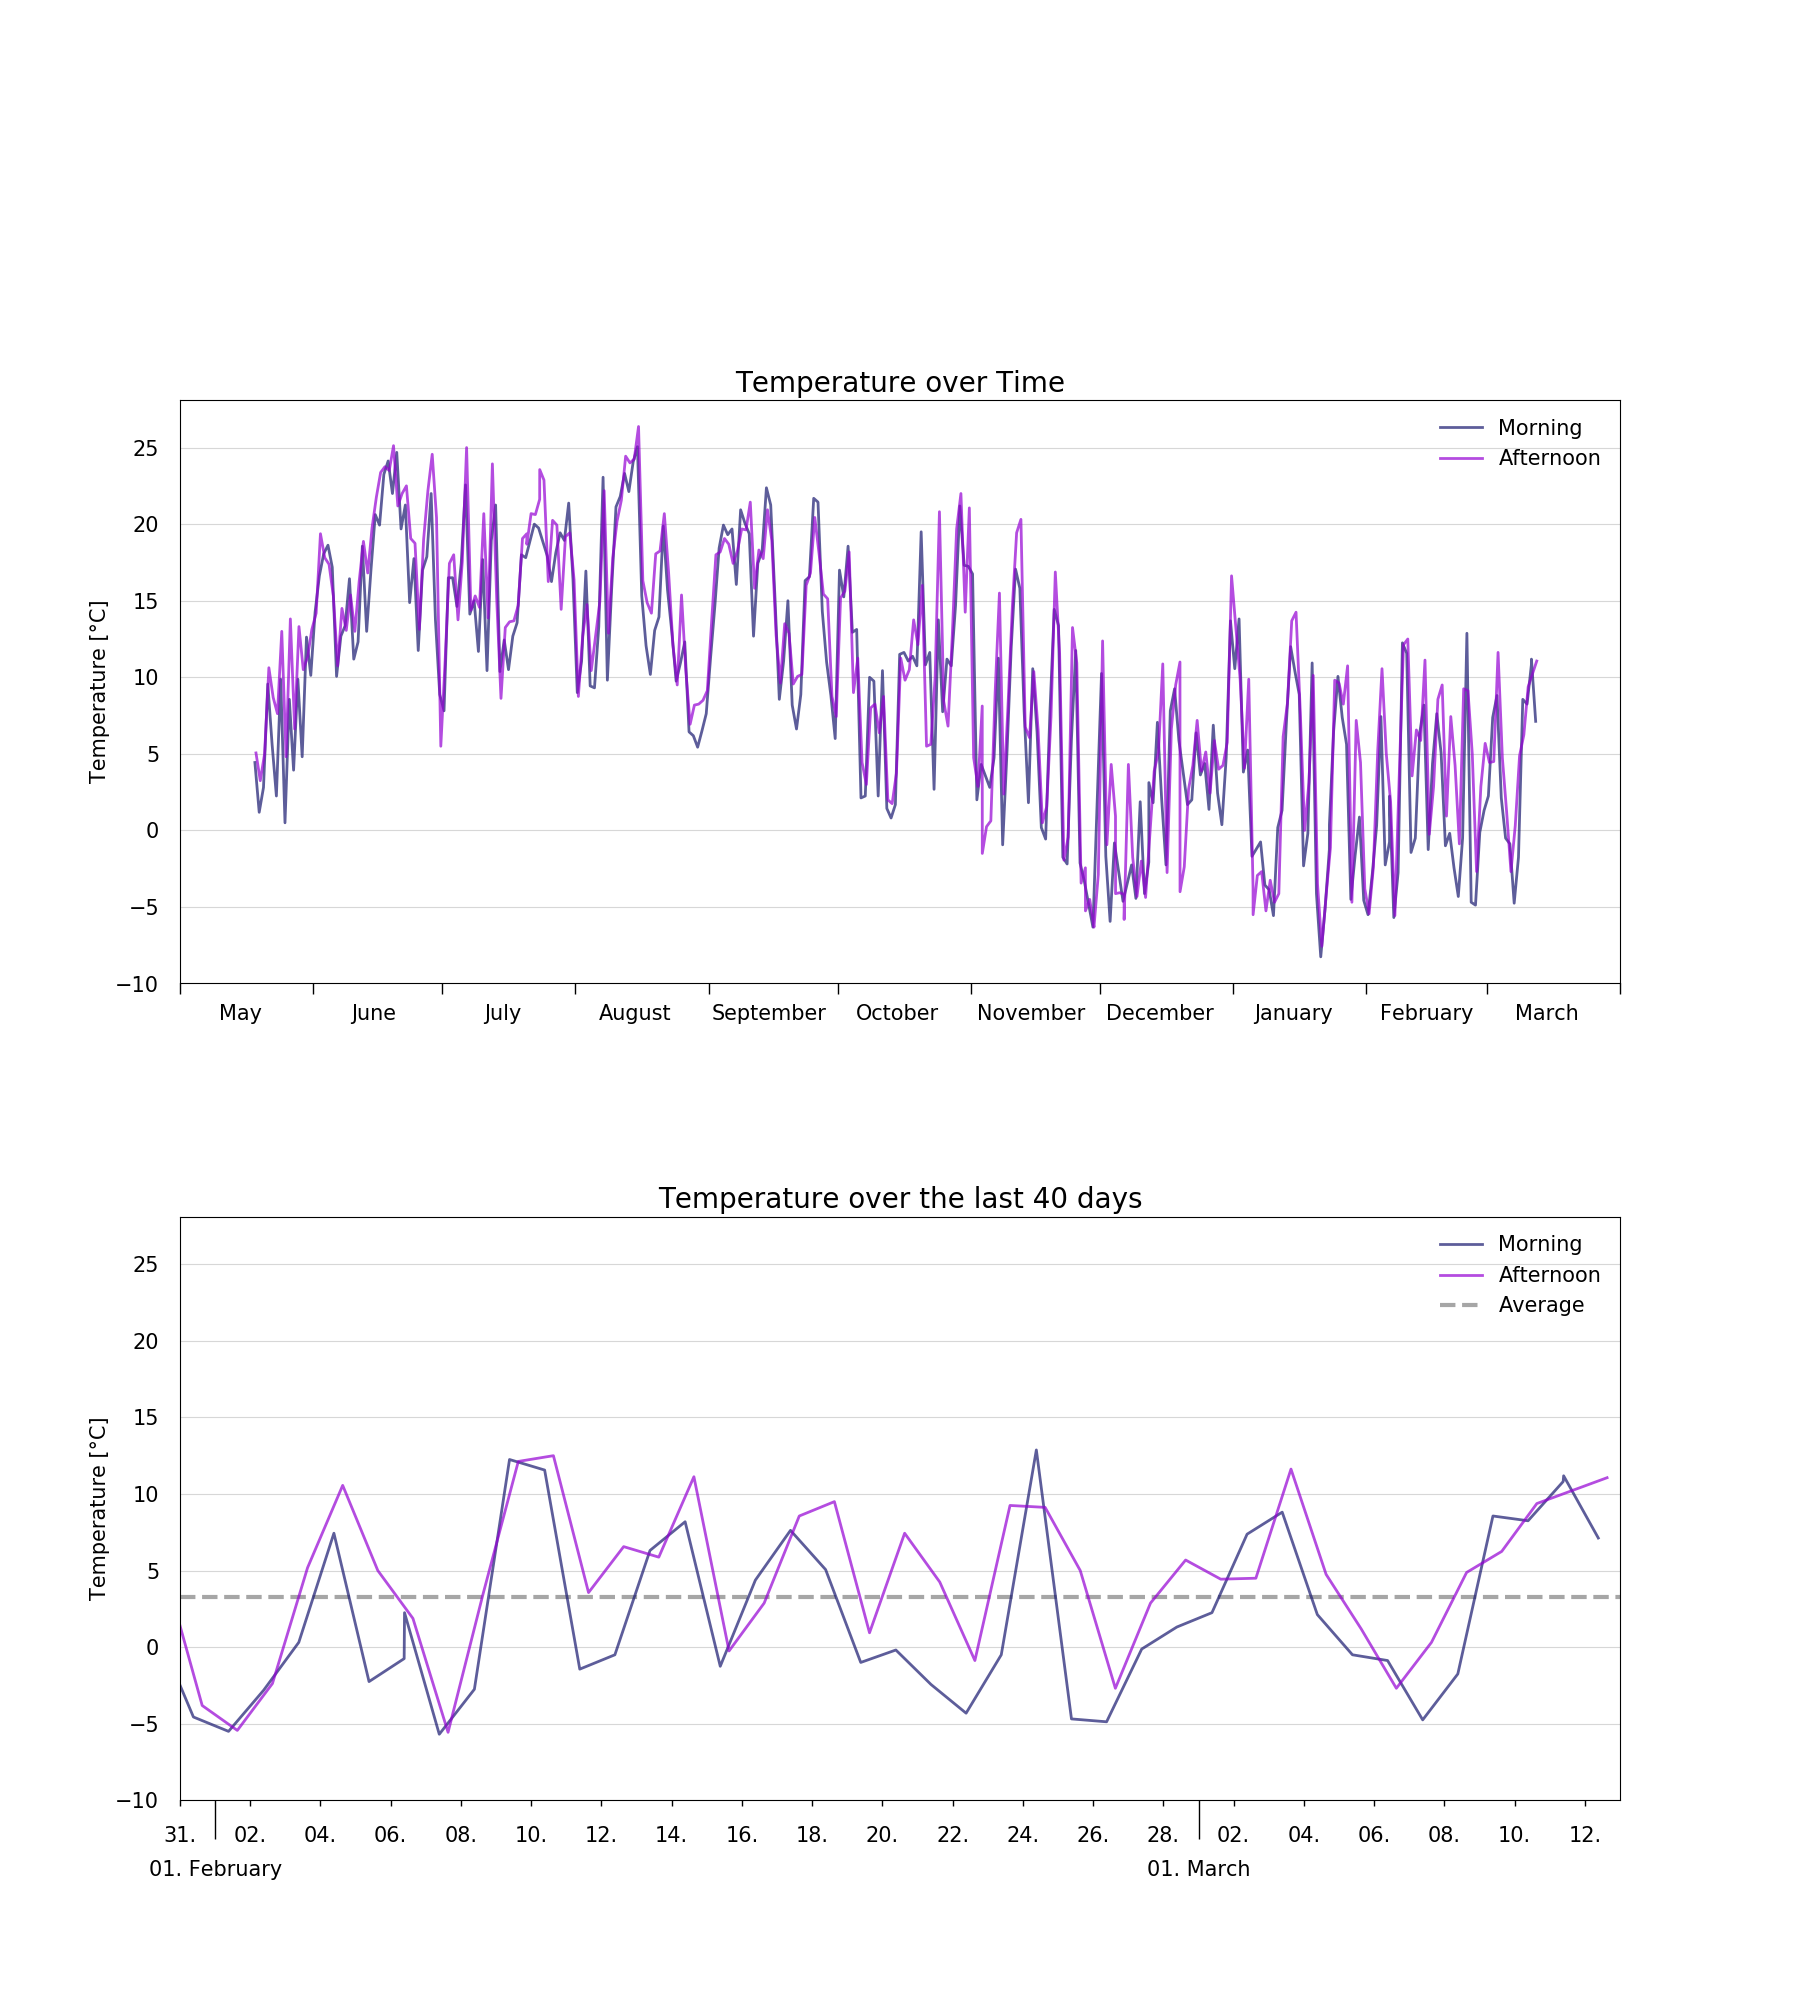 Temperature over Time
Temperature [°C]
25
20
15
10
5
0
−5
−10
Morning
Afternoon
May June July August September October November December January February March
Temperature over the last 40 days
Temperature [°C]
25
20
15
10
5
0
−5
−10
Morning
Afternoon
Average
31. 02. 04. 06. 08. 10. 12. 14. 16. 18. 20. 22. 24. 26. 28. 02. 04. 06. 08. 10. 12.
01. February 01. March